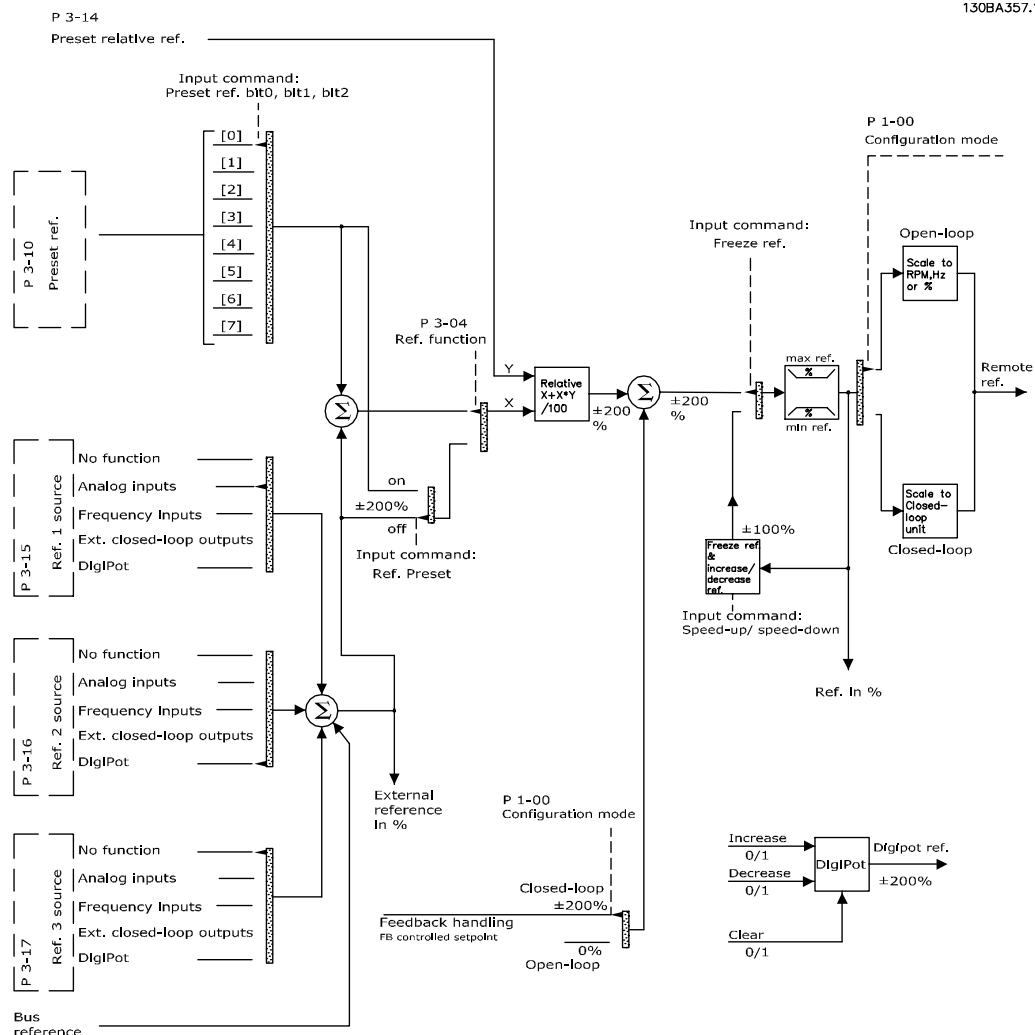 130BA357.
P 3-14
Preset relative ref.
Input command:
Preset ref. bit0, bit1, bit2
[0]
[1]
[2]
[3]
[4]
[5]
[6]
[7]
P 3-10
Preset ref.
P 1-00
Configuration mode
Input command:
Freeze ref.
Open-loop
Scale to
RPM,Hz
or %
P 3-04
Ref. function
Y
X
Relative
X+X*Y
/100
±200
%
Σ
±200
%
max ref.
%
%
min ref.
Remote
ref.
Σ
on
±200%
off
Input command:
Ref. Preset
±100%
Freeze ref.
&
increase/
decrease
ref.
Input command:
Speed-up/ speed-down
Scale to
Closed-
loop
unit
Closed-loop
Ref. in %
P 3-15
Ref. 1 source
No function
Analog inputs
Frequency inputs
Ext. closed-loop outputs
DigiPot
P 3-16
Ref. 2 source
No function
Analog inputs
Frequency inputs
Ext. closed-loop outputs
DigiPot
Σ
External
reference
in %
P 3-17
Ref. 3 source
No function
Analog inputs
Frequency inputs
Ext. closed-loop outputs
DigiPot
Bus
reference
P 1-00
Configuration mode
Closed-loop
±200%
Feedback handling
FB controlled setpoint
0%
Open-loop
Increase
0/1
Decrease
0/1
Clear
0/1
DigiPot
Digipot ref.
±200%